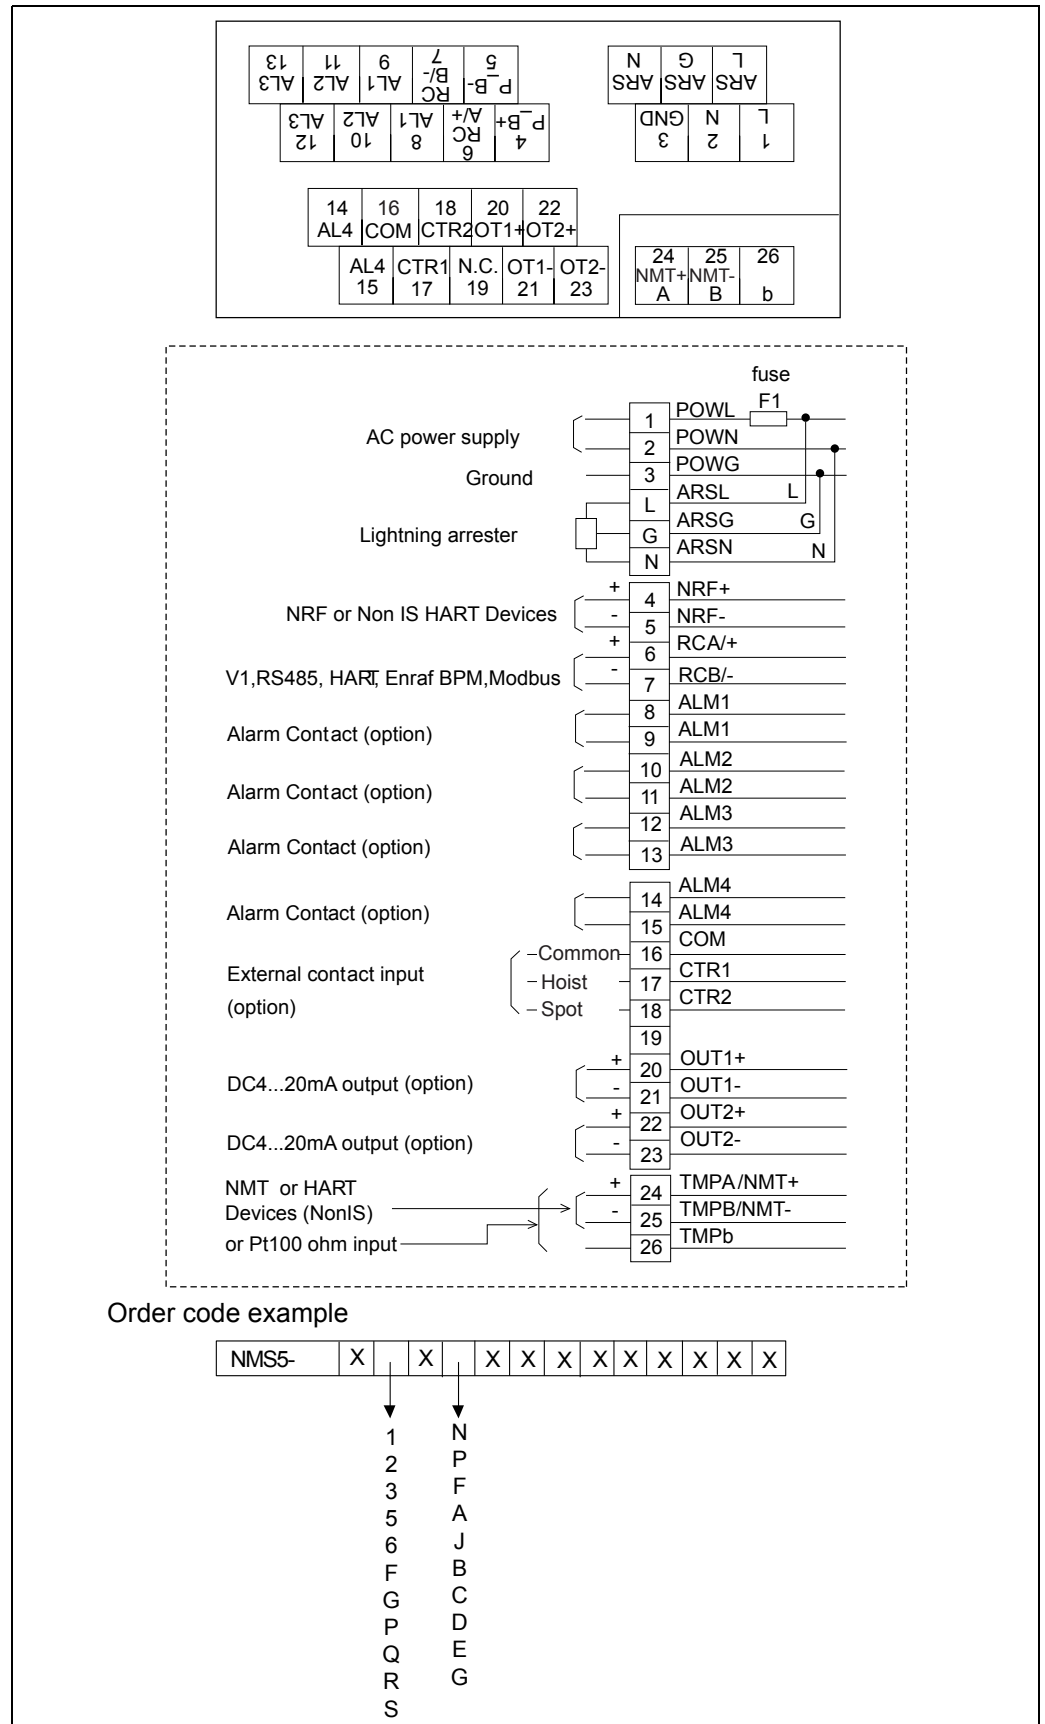 13 11 9 7 5
AL3 AL2 AL1 RC B/- P_B-
N G L
ARS ARS ARS
AL3 AL2 AL1 RC A/+ P_B+
12 10 8 6 4
GND N L
3 2 1
14 16 18 20 22
AL4 COM CTR2 OT1+ OT2+
AL4 CTR1 N.C. OT1- OT2-
15 17 19 21 23
24 25 26
NMT+ NMT-
A B b
fuse
F1
1 POWL
AC power supply
2 POWN
Ground
3 POWG
L ARSL L
Lightning arrester
G ARSG G
N ARSN N
+ 4 NRF+
NRF or Non IS HART Devices
- 5 NRF-
+ 6 RCA/+
V1,RS485, HART, Enraf BPM,Modbus
- 7 RCB/-
8 ALM1
Alarm Contact (option)
9 ALM1
10 ALM2
Alarm Contact (option)
11 ALM2
12 ALM3
Alarm Contact (option)
13 ALM3
14 ALM4
Alarm Contact (option)
15 ALM4
Common 16 COM
External contact input
(option)
Hoist 17 CTR1
Spot 18 CTR2
19
+ 20 OUT1+
DC4...20mA output (option)
- 21 OUT1-
+ 22 OUT2+
DC4...20mA output (option)
- 23 OUT2-
NMT or HART
Devices (NonIS)
or Pt100 ohm input
+ 24 TMPA/NMT+
- 25 TMPB/NMT-
26 TMPb
Order code example
NMS5- X X X X X X X X X X X
1 N
2 P
3 F
5 A
6 J
F B
G C
P D
Q E
R G
S